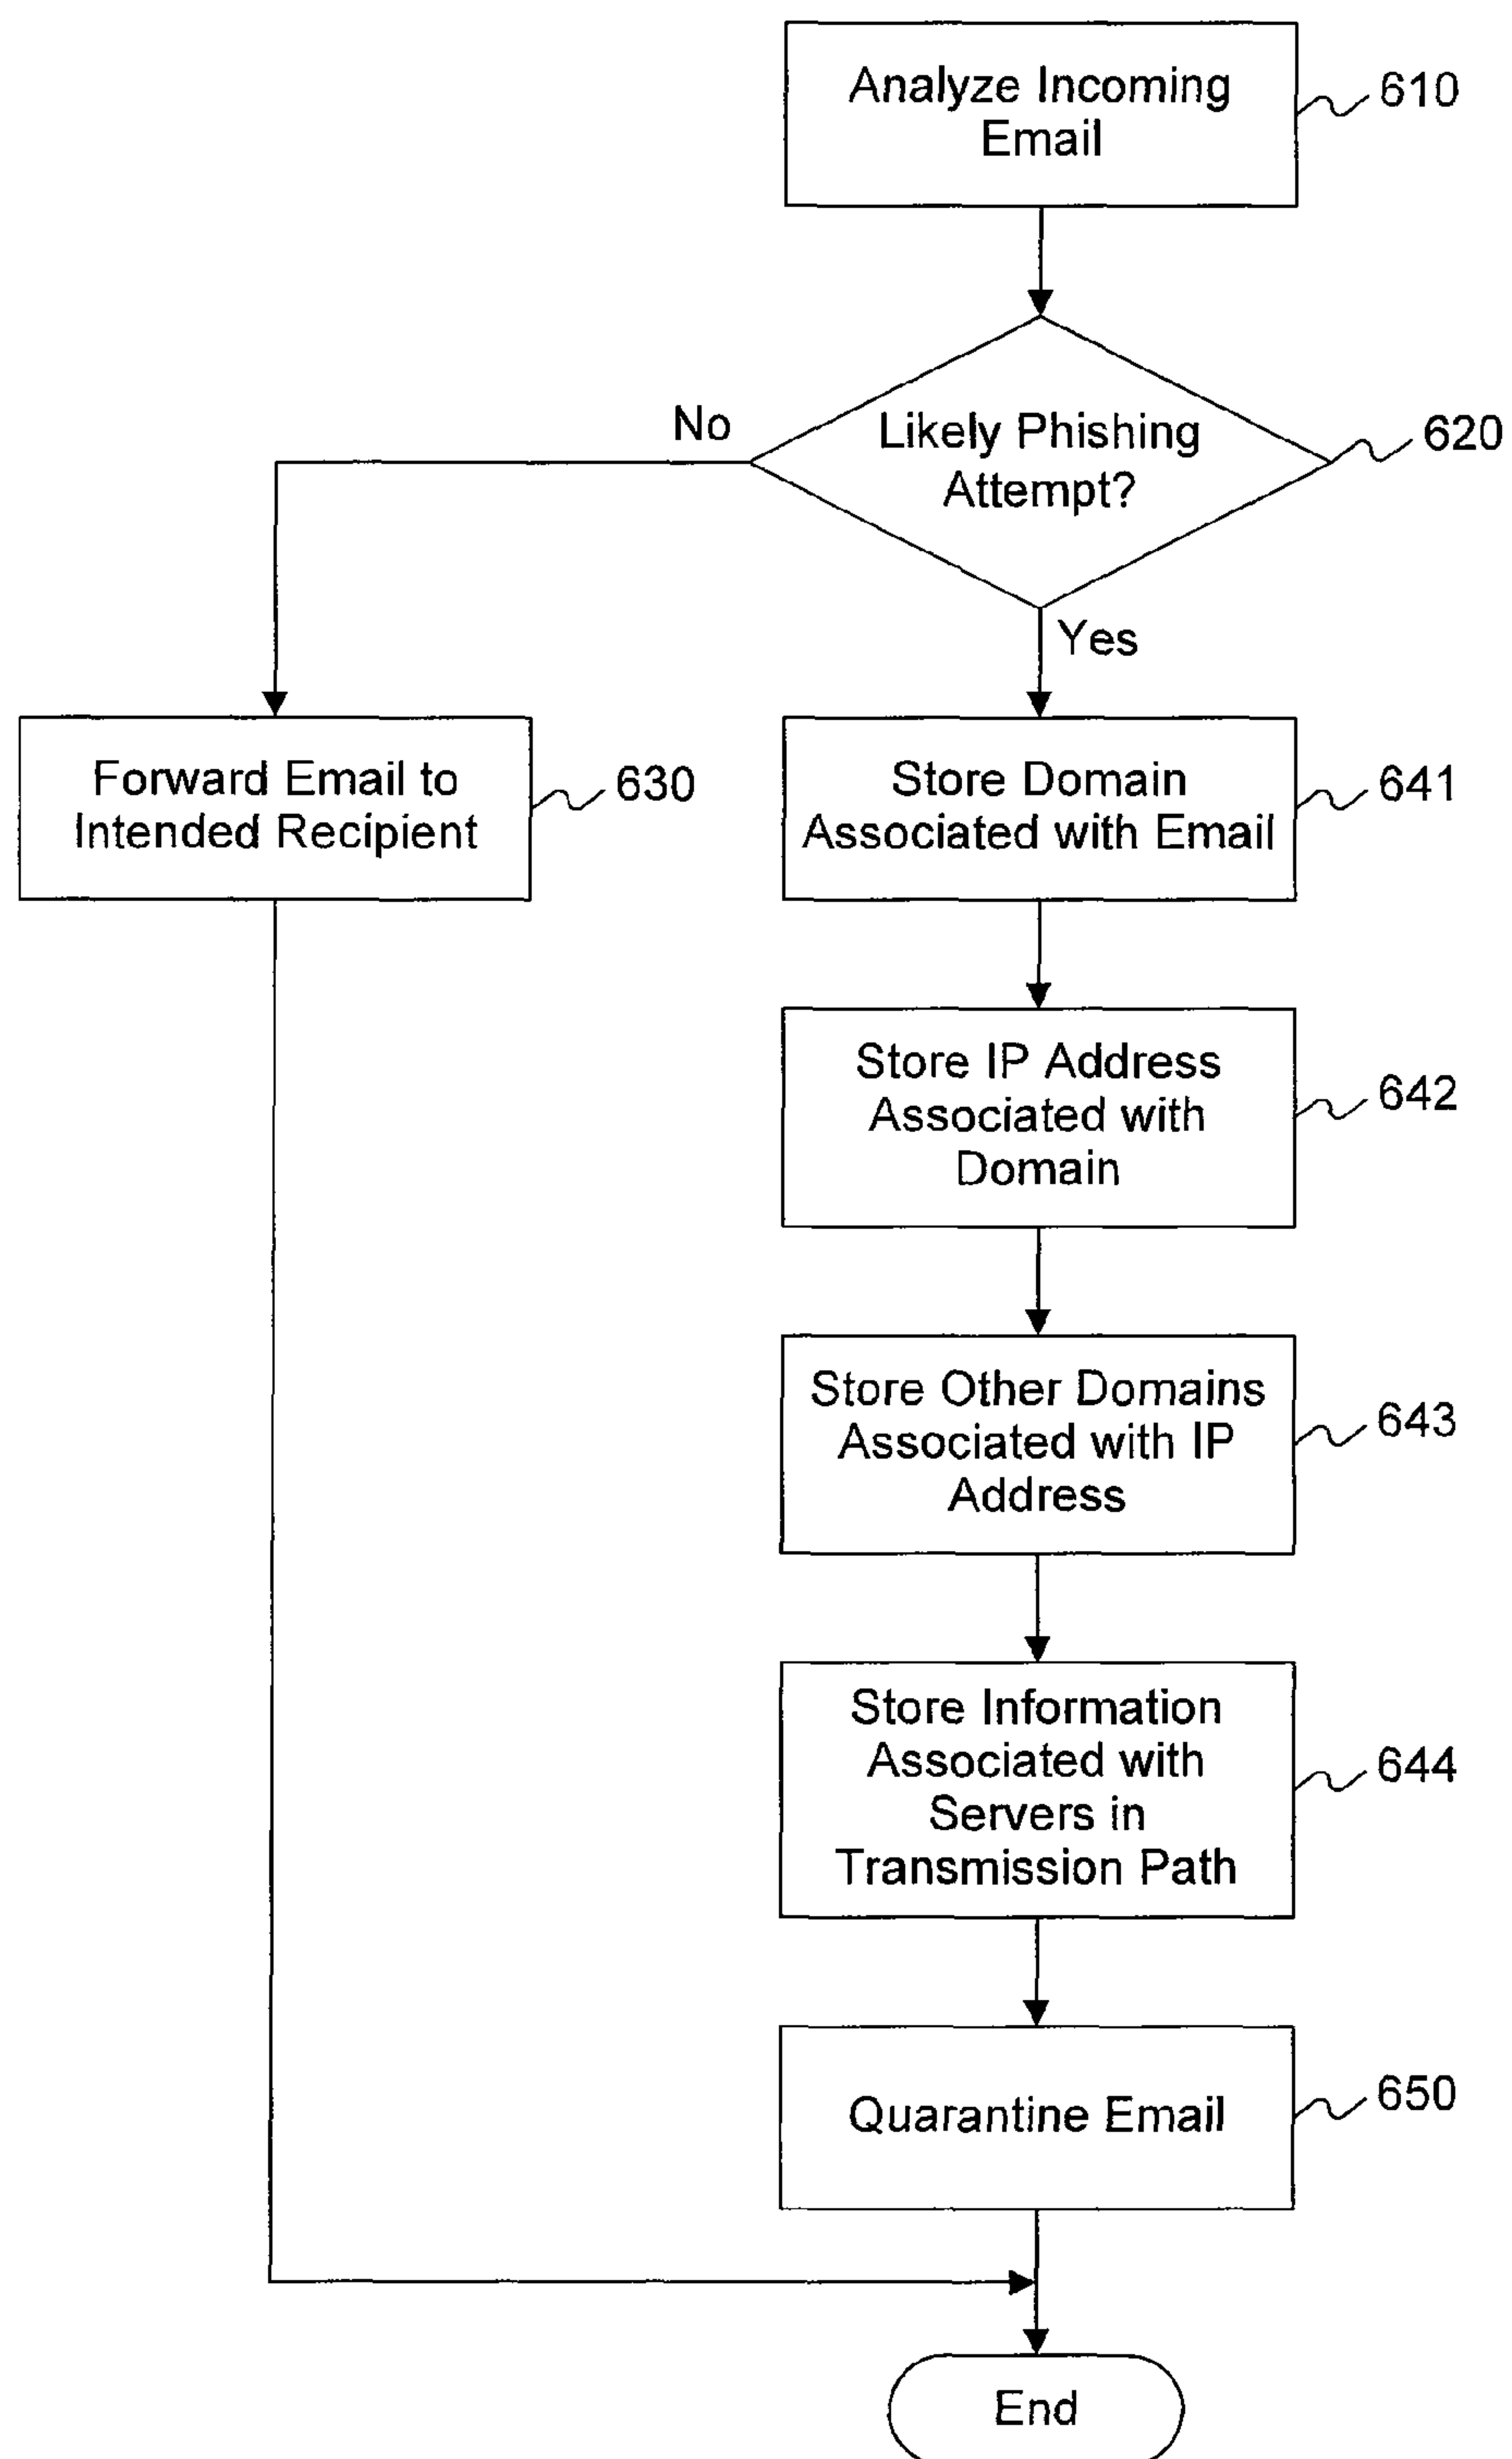 Analyze Incoming
Email
610
No
Likely Phishing
Attempt?
620
Yes
Forward Email to
Intended Recipient
630
Store Domain
Associated with Email
641
Store IP Address
Associated with
Domain
642
Store Other Domains
Associated with IP
Address
643
Store Information
Associated with
Servers in
Transmission Path
644
Quarantine Email
650
End